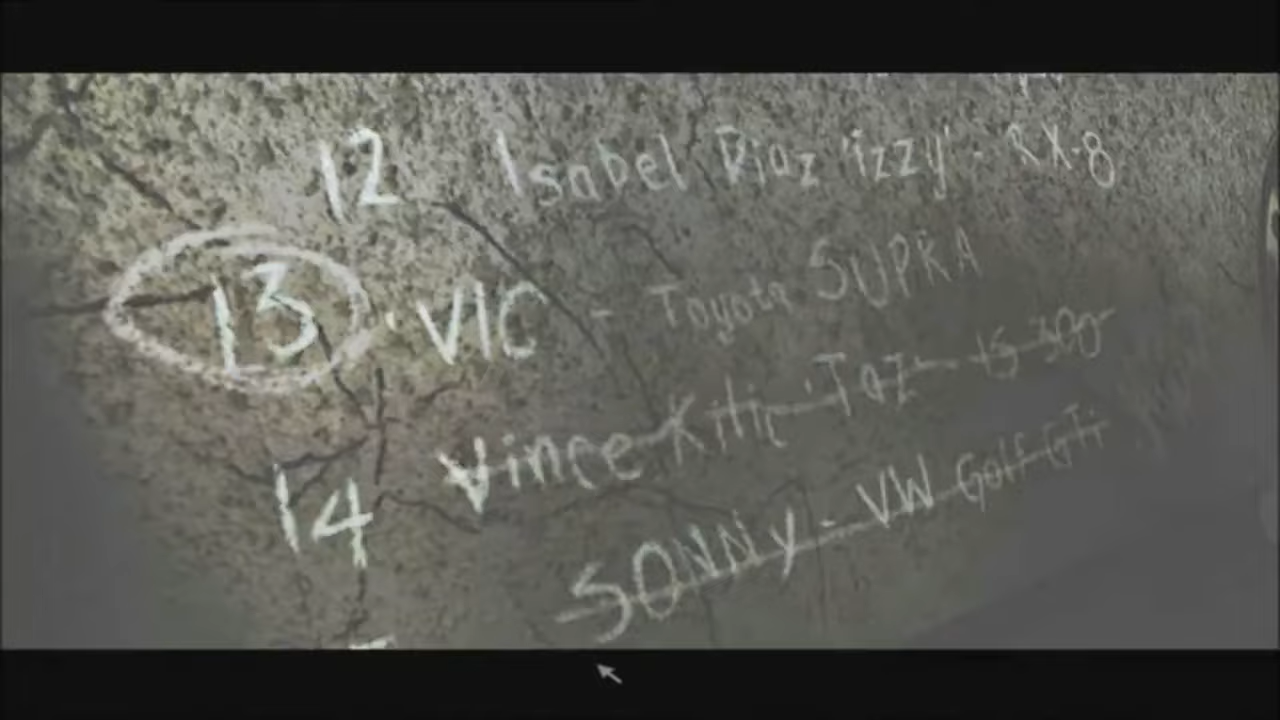 12 Isabel Diaz 'izzy' - RX-8
13 · VIC - Toyota SUPRA
14 Vince Kilic 'Taz' - IS 300
SONNY - VW Golf GTi